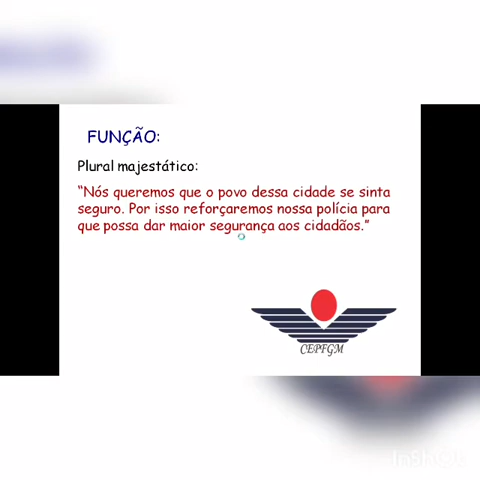 FUNÇÃO:
Plural majestático:
“Nós queremos que o povo dessa cidade se sinta
seguro. Por isso reforçaremos nossa polícia para
que possa dar maior segurança aos cidadãos.”
CEPFGM